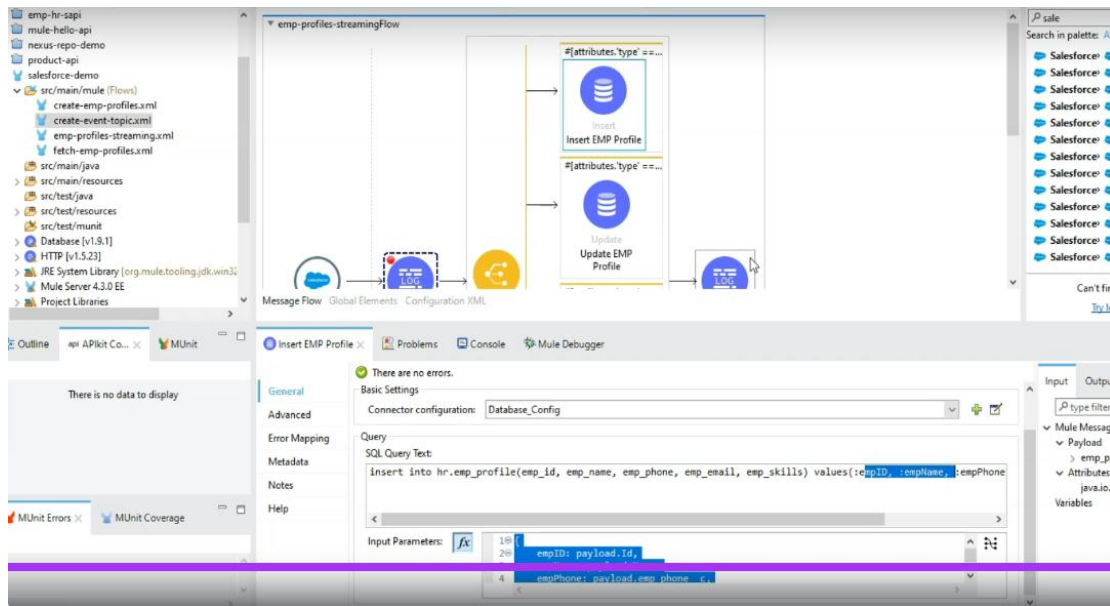 emp-hr-sapi
mule-hello-api
nexus-repo-demo
product-api
salesforce-demo
src/main/mule (Flows)
create-emp-profiles.xml
create-event-topic.xml
emp-profiles-streaming.xml
fetch-emp-profiles.xml
src/main/java
src/main/resources
src/test/java
src/test/resources
src/test/munit
Database [v1.9.1]
HTTP [v1.5.23]
JRE System Library [org.mule.tooling.jdk.win32
Mule Server 4.3.0 EE
Project Libraries
emp-profiles-streamingFlow
#[attributes.'type' ==...
Insert
Insert EMP Profile
#[attributes.'type' ==...
Update
Update EMP
Profile
LOG
LOG
Message Flow Global Elements Configuration XML
sale
Search in palette:
Salesforce
Salesforce
Salesforce
Salesforce
Salesforce
Salesforce
Salesforce
Salesforce
Salesforce
Salesforce
Salesforce
Salesforce
Salesforce
Can't fin
Outline
api APIkit Co...
MUnit
There is no data to display
MUnit Errors
MUnit Coverage
Insert EMP Profile
Problems
Console
Mule Debugger
There are no errors.
General
Advanced
Error Mapping
Metadata
Notes
Help
Basic Settings
Connector configuration: Database_Config
Query
SQL Query Text:
insert into hr.emp_profile(emp_id, emp_name, emp_phone, emp_email, emp_skills) values(:empID, :empName, :empPhone
Input Parameters: fx
1 {
2 empID: payload.Id,
4 empPhone: payload.emp_phone__c,
Input
Outpu
type filter
Mule Messag
Payload
emp_p
Attributes
java.io.
Variables